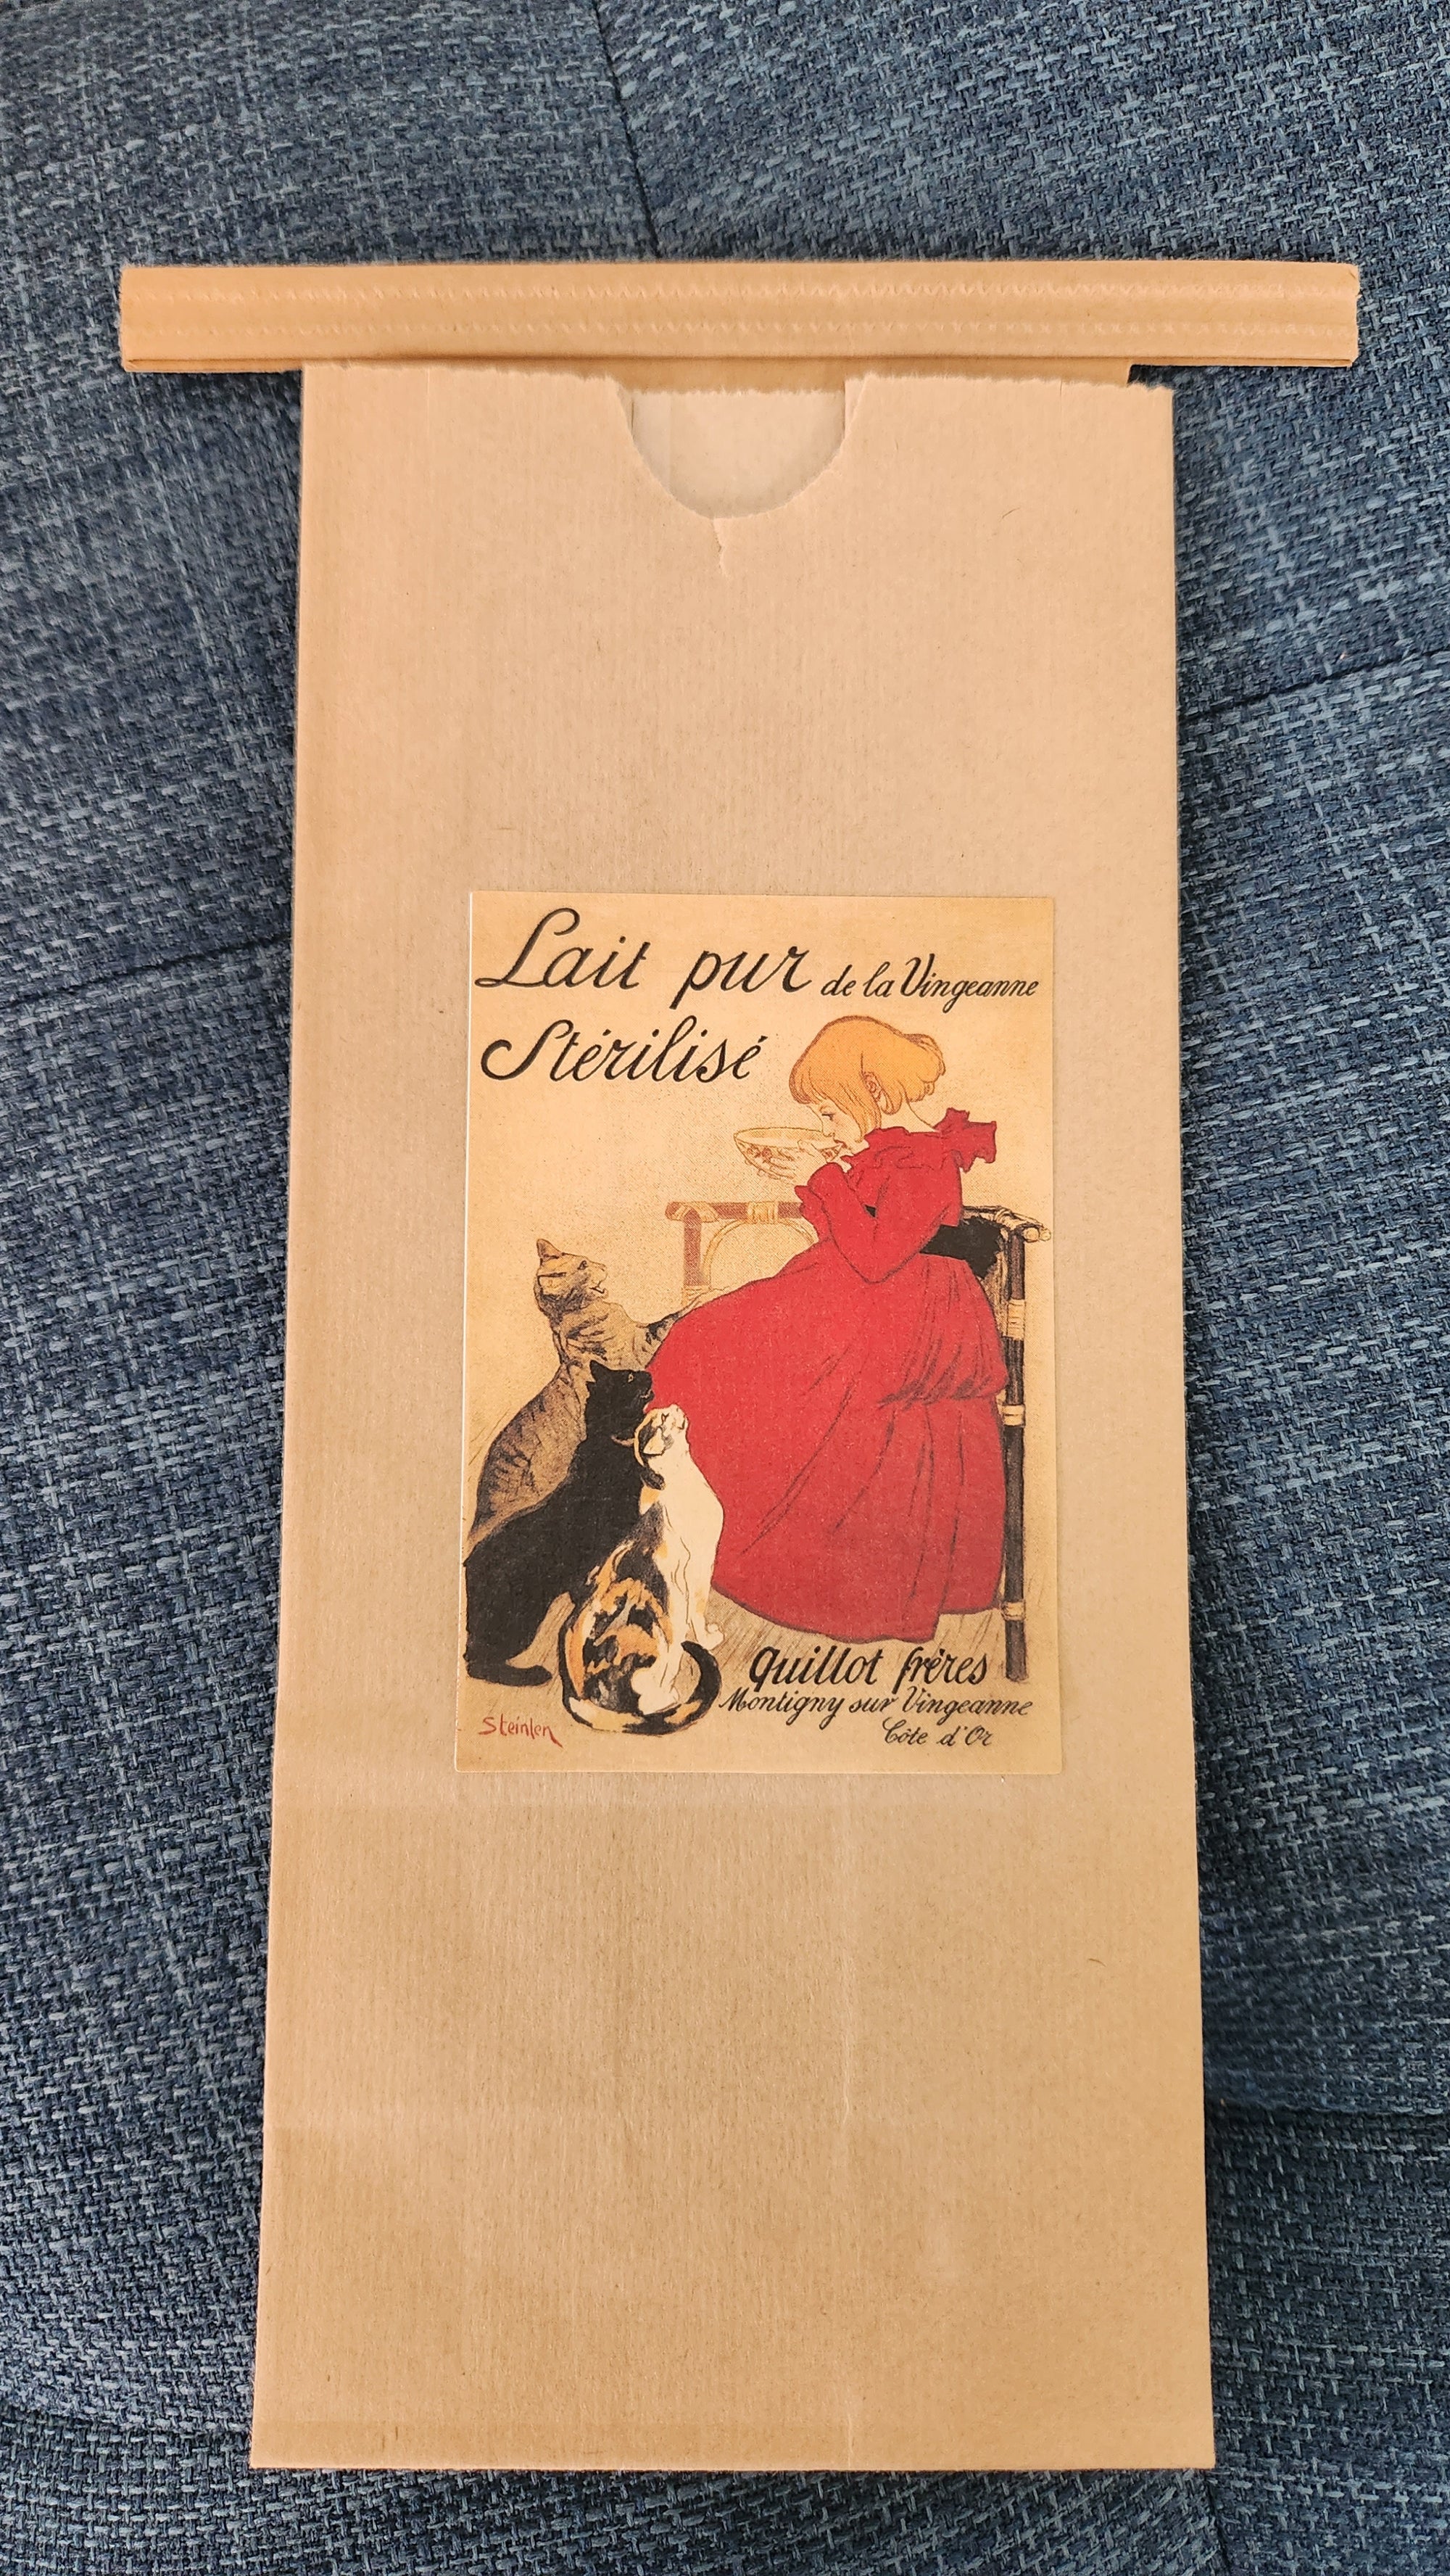 Lait pur de la Vingeanne
Stérilisé
Quillot frères
Montigny sur Vingeanne
Côte d'Or
Steinlen